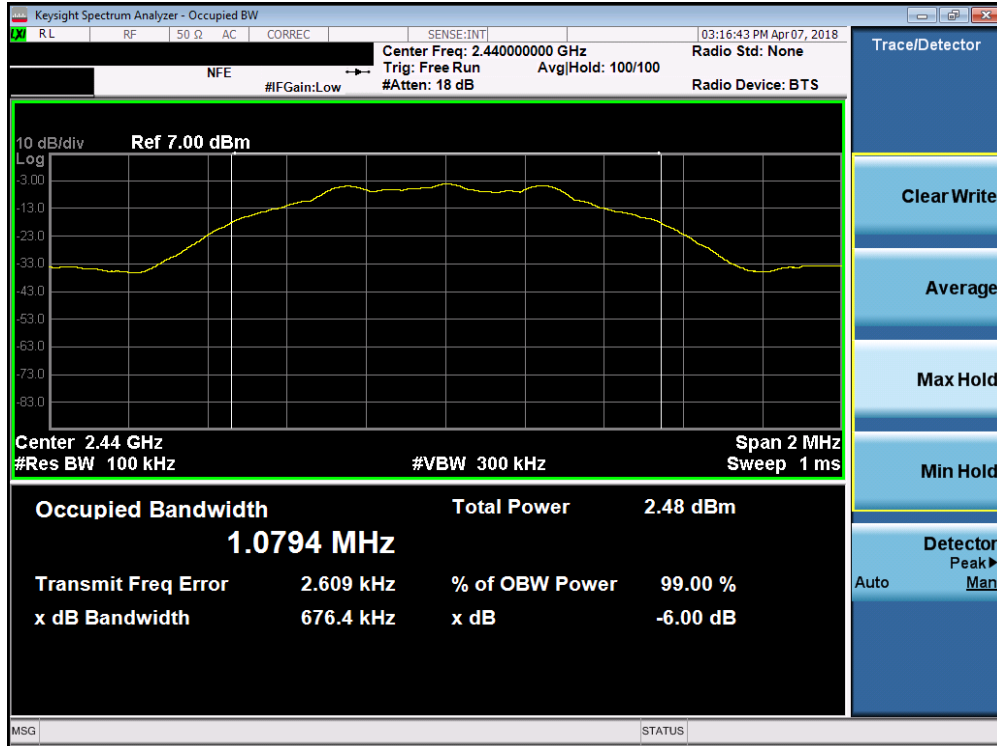 Keysight Spectrum Analyzer - Occupied BW
LXI RL RF 50 Ω AC CORREC SENSE:INT 03:16:43 PM Apr 07, 2018
Center Freq: 2.440000000 GHz Radio Std: None
NFE Trig: Free Run Avg|Hold: 100/100
#IFGain:Low #Atten: 18 dB Radio Device: BTS
10 dB/div Ref 7.00 dBm
Log
-3.00
-13.0
-23.0
-33.0
-43.0
-53.0
-63.0
-73.0
-83.0
Center 2.44 GHz Span 2 MHz
#Res BW 100 kHz #VBW 300 kHz Sweep 1 ms
Occupied Bandwidth Total Power 2.48 dBm
1.0794 MHz
Transmit Freq Error 2.609 kHz % of OBW Power 99.00 %
x dB Bandwidth 676.4 kHz x dB -6.00 dB
MSG STATUS
Trace/Detector
Clear Write
Average
Max Hold
Min Hold
Detector
Peak▶
Auto Man